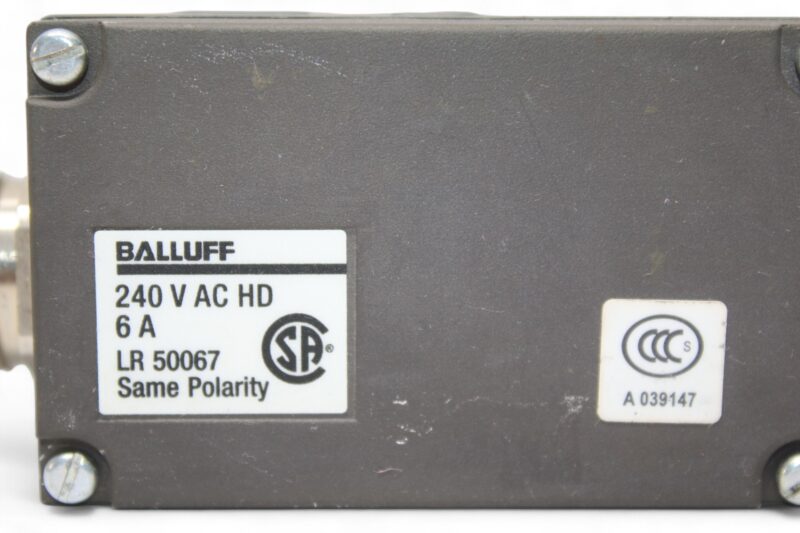 BALLUFF
240 V AC HD
6 A
LR 50067
Same Polarity
SA ®
CCC S
A 039147